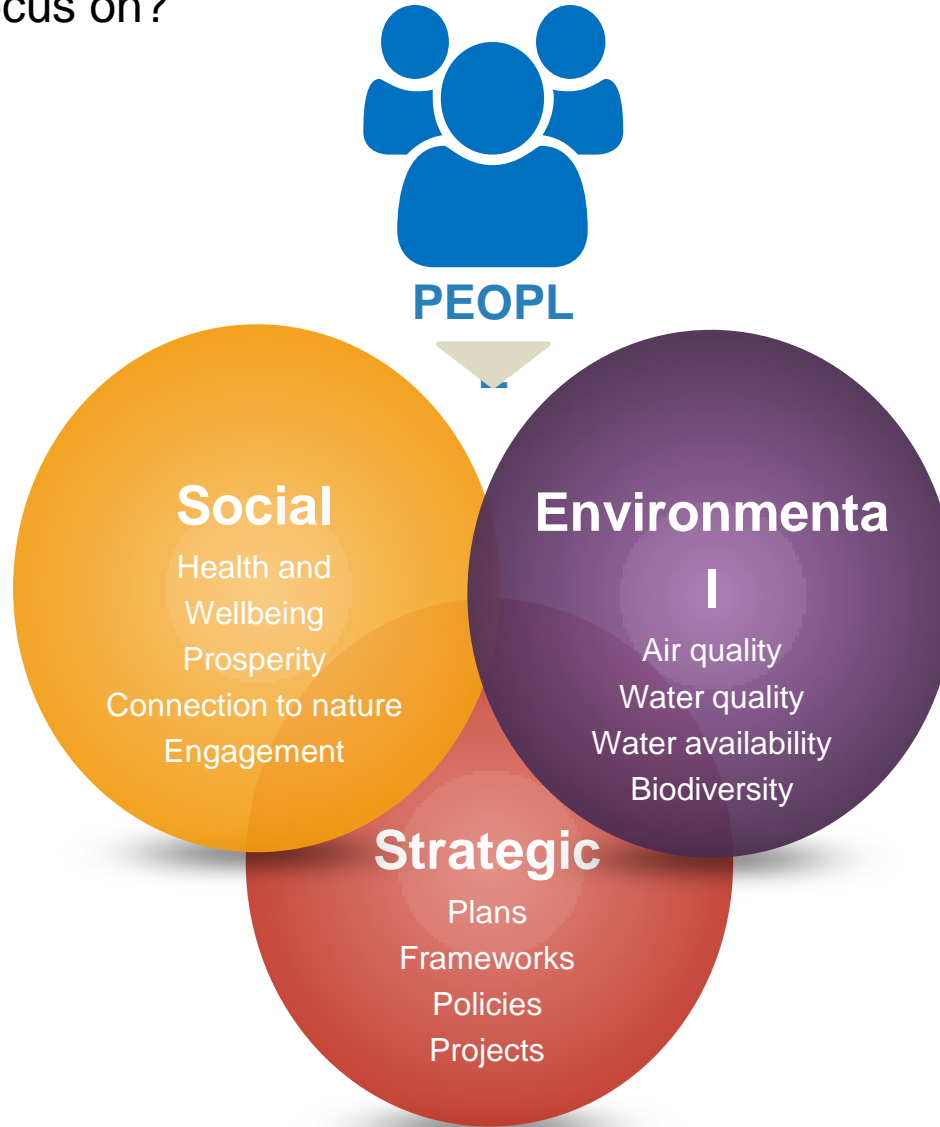 ocus on?
PEOPL
Social
Health and
Wellbeing
Prosperity
Connection to nature
Engagement
Environmenta
l
Air quality
Water quality
Water availability
Biodiversity
Strategic
Plans
Frameworks
Policies
Projects